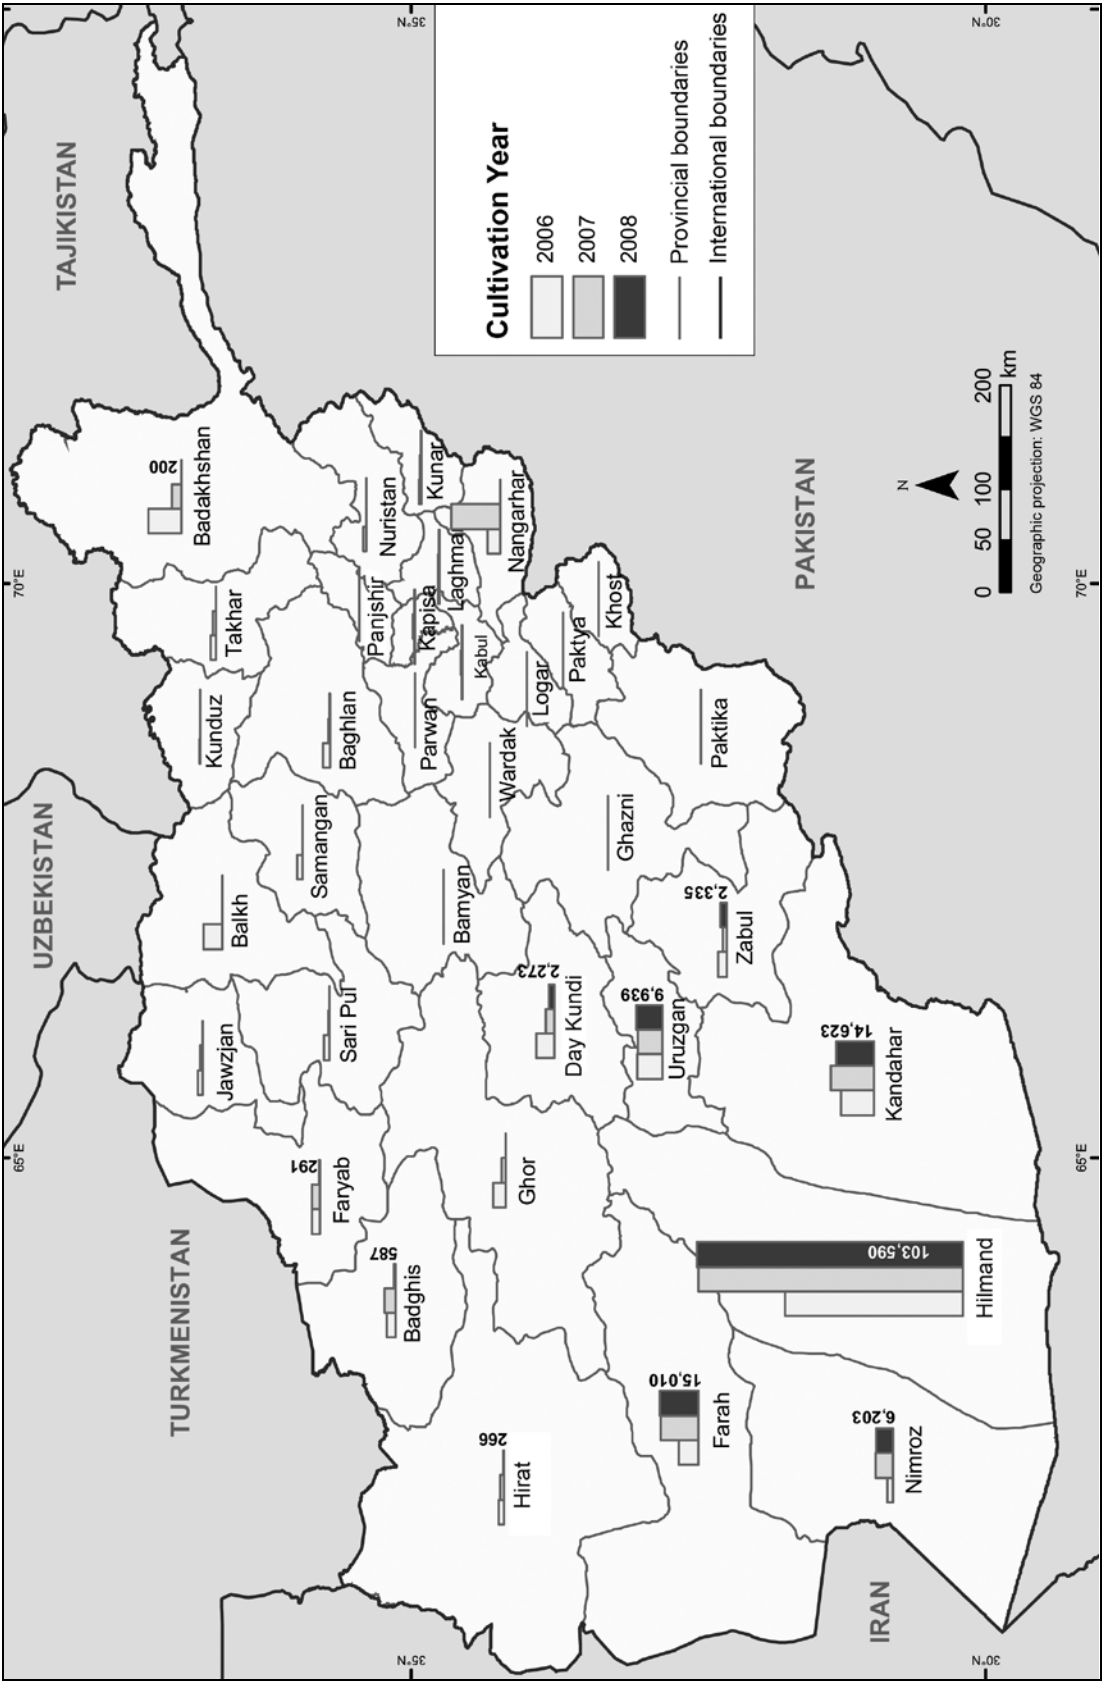 TAJIKISTAN
UZBEKISTAN
TURKMENISTAN
PAKISTAN
IRAN
35°N
30°N
70°E
70°E
65°E
65°E
35°N
30°N
Cultivation Year
2006
2007
2008
Provincial boundaries
International boundaries
N
0
50
100
200
km
Geographic projection: WGS 84
200
Badakhshan
Takhar
Kunduz
Baghlan
Samangan
Balkh
Jawzjan
Sari Pul
291
Faryab
587
Badghis
266
Hirat
Ghor
Bamyan
2,273
Day Kundi
9,939
Uruzgan
2,335
Zabul
14,623
Kandahar
103,590
Hilmand
15,010
Farah
6,203
Nimroz
Nuristan
Kunar
Nangarhar
Laghman
Kapisa
Panjshir
Parwan
Kabul
Logar
Wardak
Paktya
Khost
Paktika
Ghazni